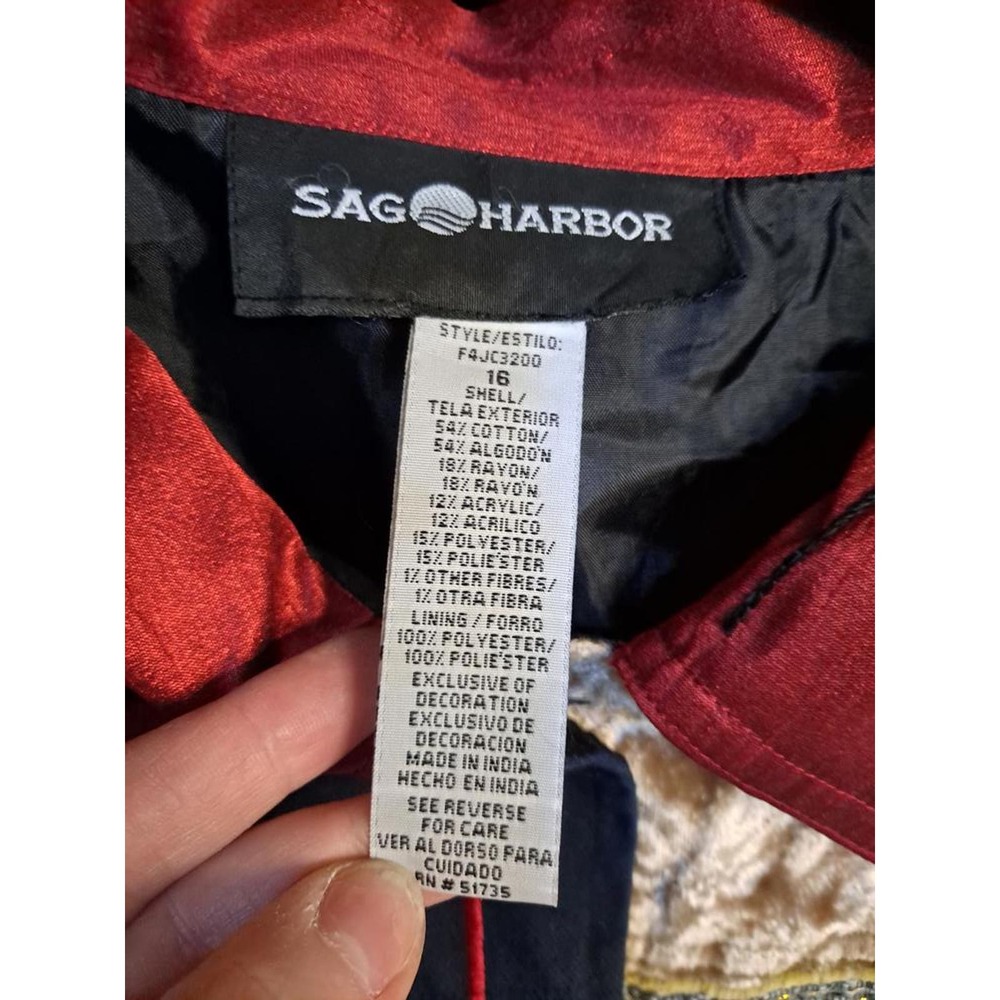 SAG HARBOR
STYLE/ESTILO:
F4JC3200
16
SHELL/
TELA EXTERIOR
54% COTTON/
54% ALGODO'N
18% RAYON/
18% RAYO'N
12% ACRYLIC/
12% ACRILICO
15% POLYESTER/
15% POLIE'STER
1% OTHER FIBRES/
1% OTRA FIBRA
LINING / FORRO
100% POLYESTER/
100% POLIE'STER
EXCLUSIVE OF
DECORATION
EXCLUSIVO DE
DECORACION
MADE IN INDIA
HECHO EN INDIA
SEE REVERSE
FOR CARE
VER AL DORSO PARA
CUIDADO
RN # 51735